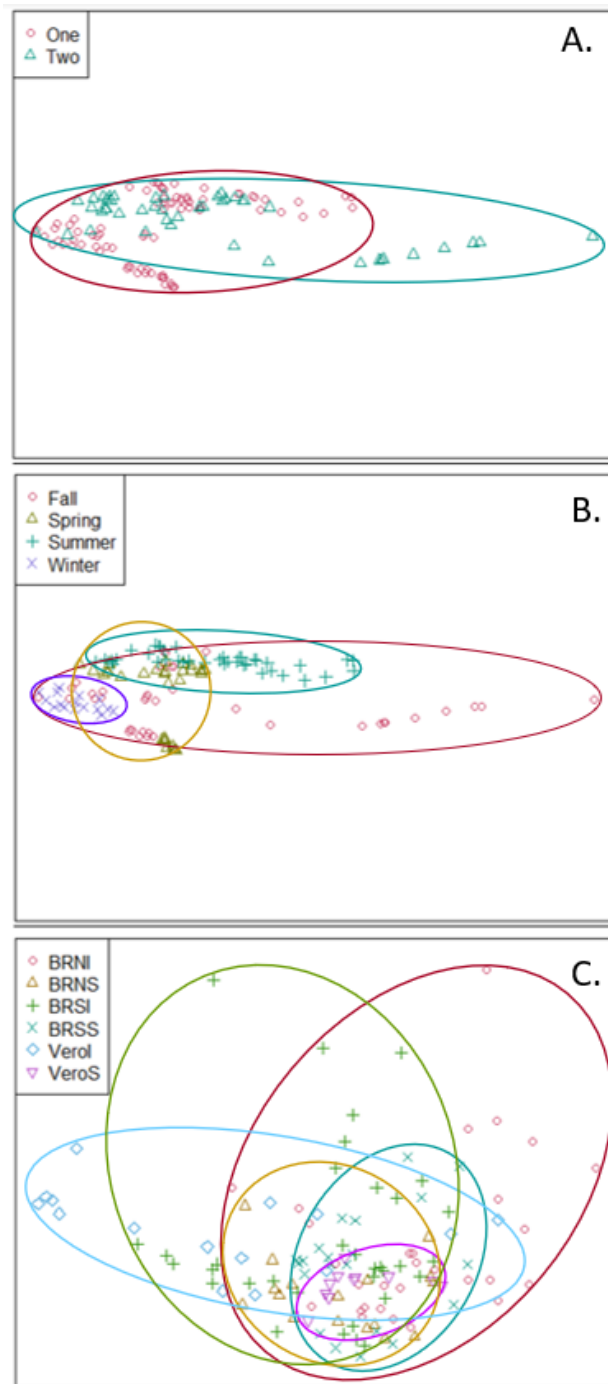 A.
One
Two
B.
Fall
Spring
Summer
Winter
C.
BRNI
BRNS
BRSI
BRSS
VeroI
VeroS